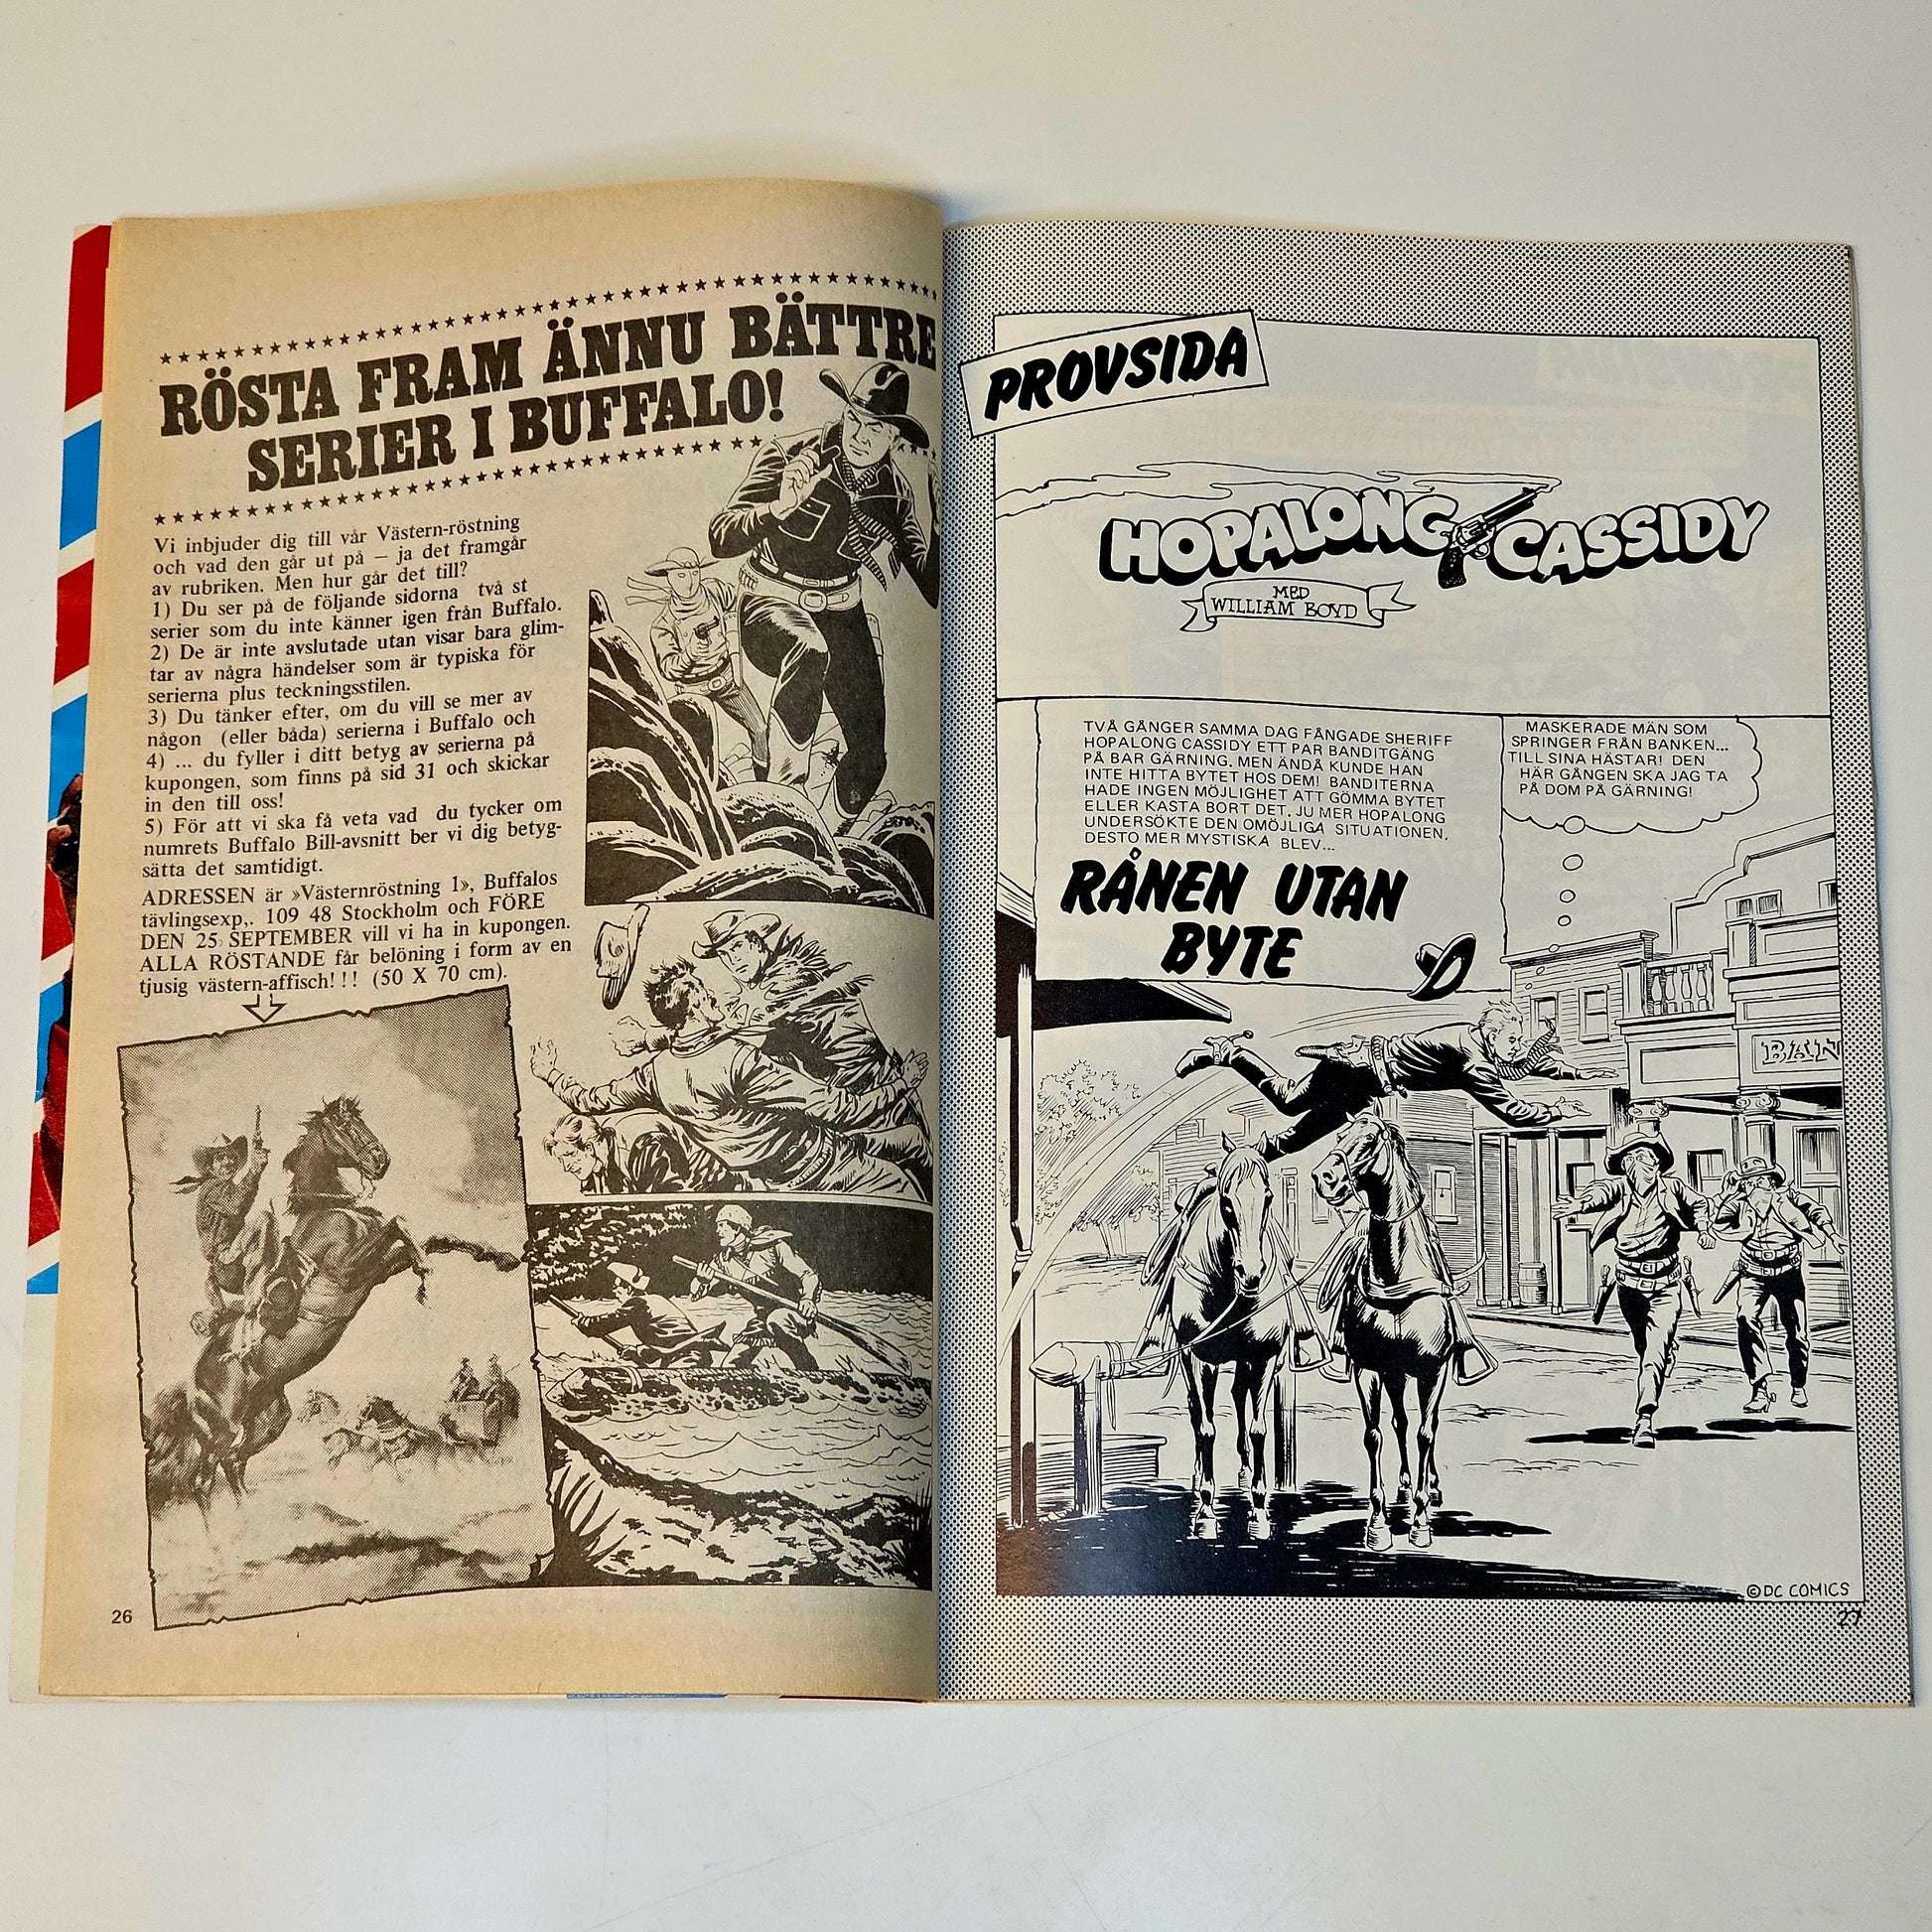 RÖSTA FRAM ÄNNU BÄTTRE
SERIER I BUFFALO!
Vi inbjuder dig till vår Västern-röstning
och vad den går ut på — ja det framgår
av rubriken. Men hur går det till?
1) Du ser på de följande sidorna två st
serier som du inte känner igen från Buffalo.
2) De är inte avslutade utan visar bara glim-
tar av några händelser som är typiska för
serierna plus teckningsstilen.
3) Du tänker efter, om du vill se mer av
någon (eller båda) serierna i Buffalo och
4) ... du fyller i ditt betyg av serierna på
kupongen, som finns på sid 31 och skickar
in den till oss!
5) För att vi ska få veta vad du tycker om
numrets Buffalo Bill-avsnitt ber vi dig betyg-
sätta det samtidigt.
ADRESSEN är »Västernröstning 1», Buffalos
tävlingsexp,. 109 48 Stockholm och FÖRE
DEN 25 SEPTEMBER vill vi ha in kupongen.
ALLA RÖSTANDE får belöning i form av en
tjusig västern-affisch!!! (50 X 70 cm).
26
PROVSIDA
HOPALONG CASSIDY
MED
WILLIAM BOYD
TVÅ GÅNGER SAMMA DAG FÅNGADE SHERIFF
HOPALONG CASSIDY ETT PAR BANDITGÄNG
PÅ BAR GÄRNING. MEN ÄNDÅ KUNDE HAN
INTE HITTA BYTET HOS DEM! BANDITERNA
HADE INGEN MÖJLIGHET ATT GÖMMA BYTET
ELLER KASTA BORT DET. JU MER HOPALONG
UNDERSÖKTE DEN OMÖJLIGA SITUATIONEN,
DESTO MER MYSTISKA BLEV...
RÅNEN UTAN
BYTE
MASKERADE MÄN SOM
SPRINGER FRÅN BANKEN...
TILL SINA HÄSTAR! DEN
HÄR GÅNGEN SKA JAG TA
PÅ DOM PÅ GÄRNING!
BAN
©DC COMICS
27